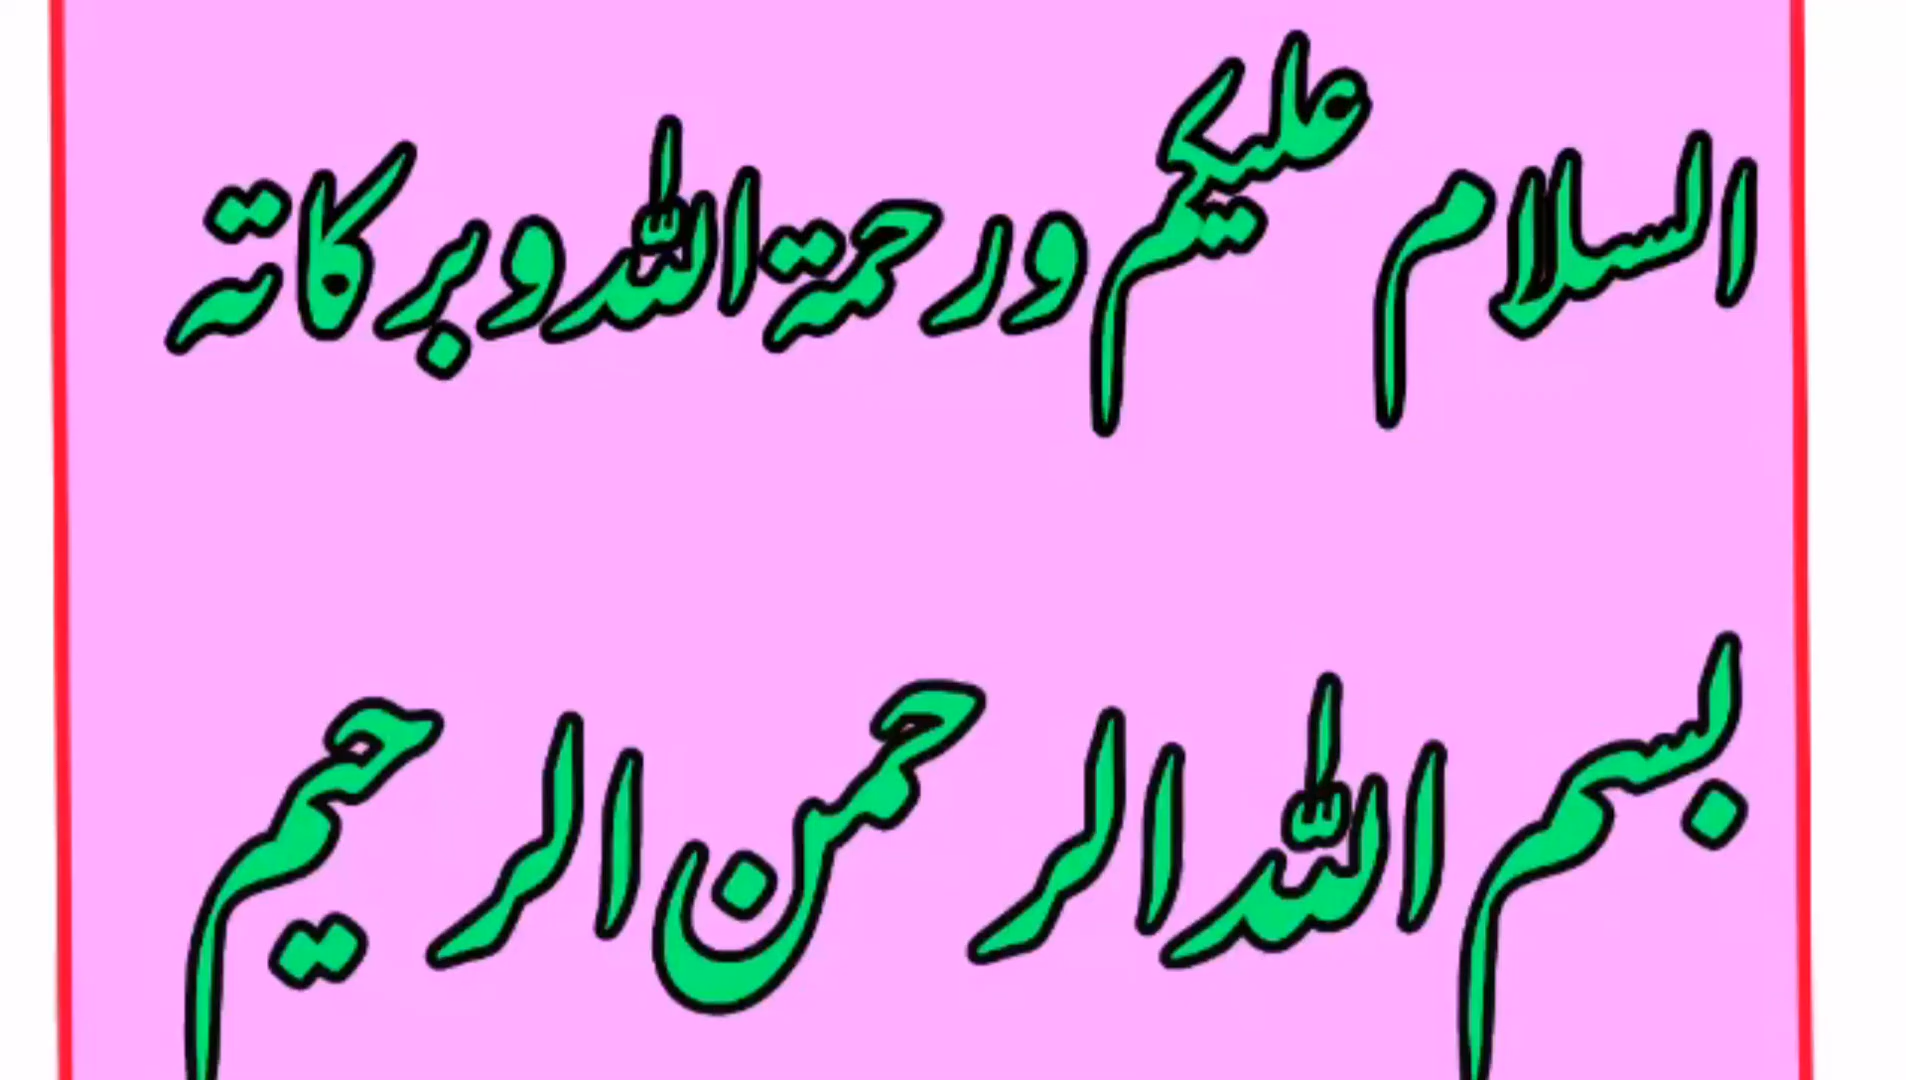 السلام علیکم ورحمۃ اللہ وبرکاتہ
بسم اللہ الرحمن الرحیم